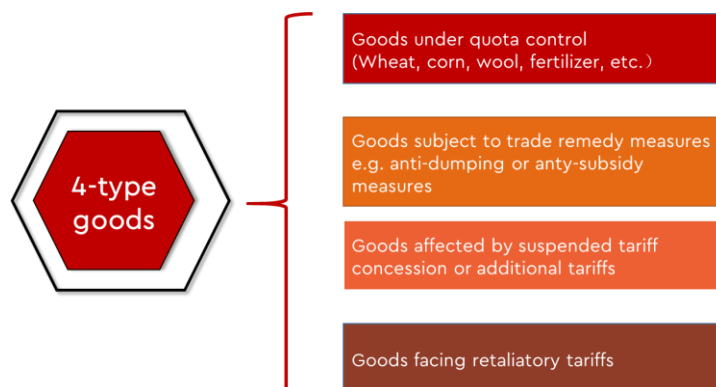 4-type
goods
Goods under quota control
(Wheat, corn, wool, fertilizer, etc.）
Goods subject to trade remedy measures
e.g. anti-dumping or anty-subsidy
measures
Goods affected by suspended tariff
concession or additional tariffs
Goods facing retaliatory tariffs